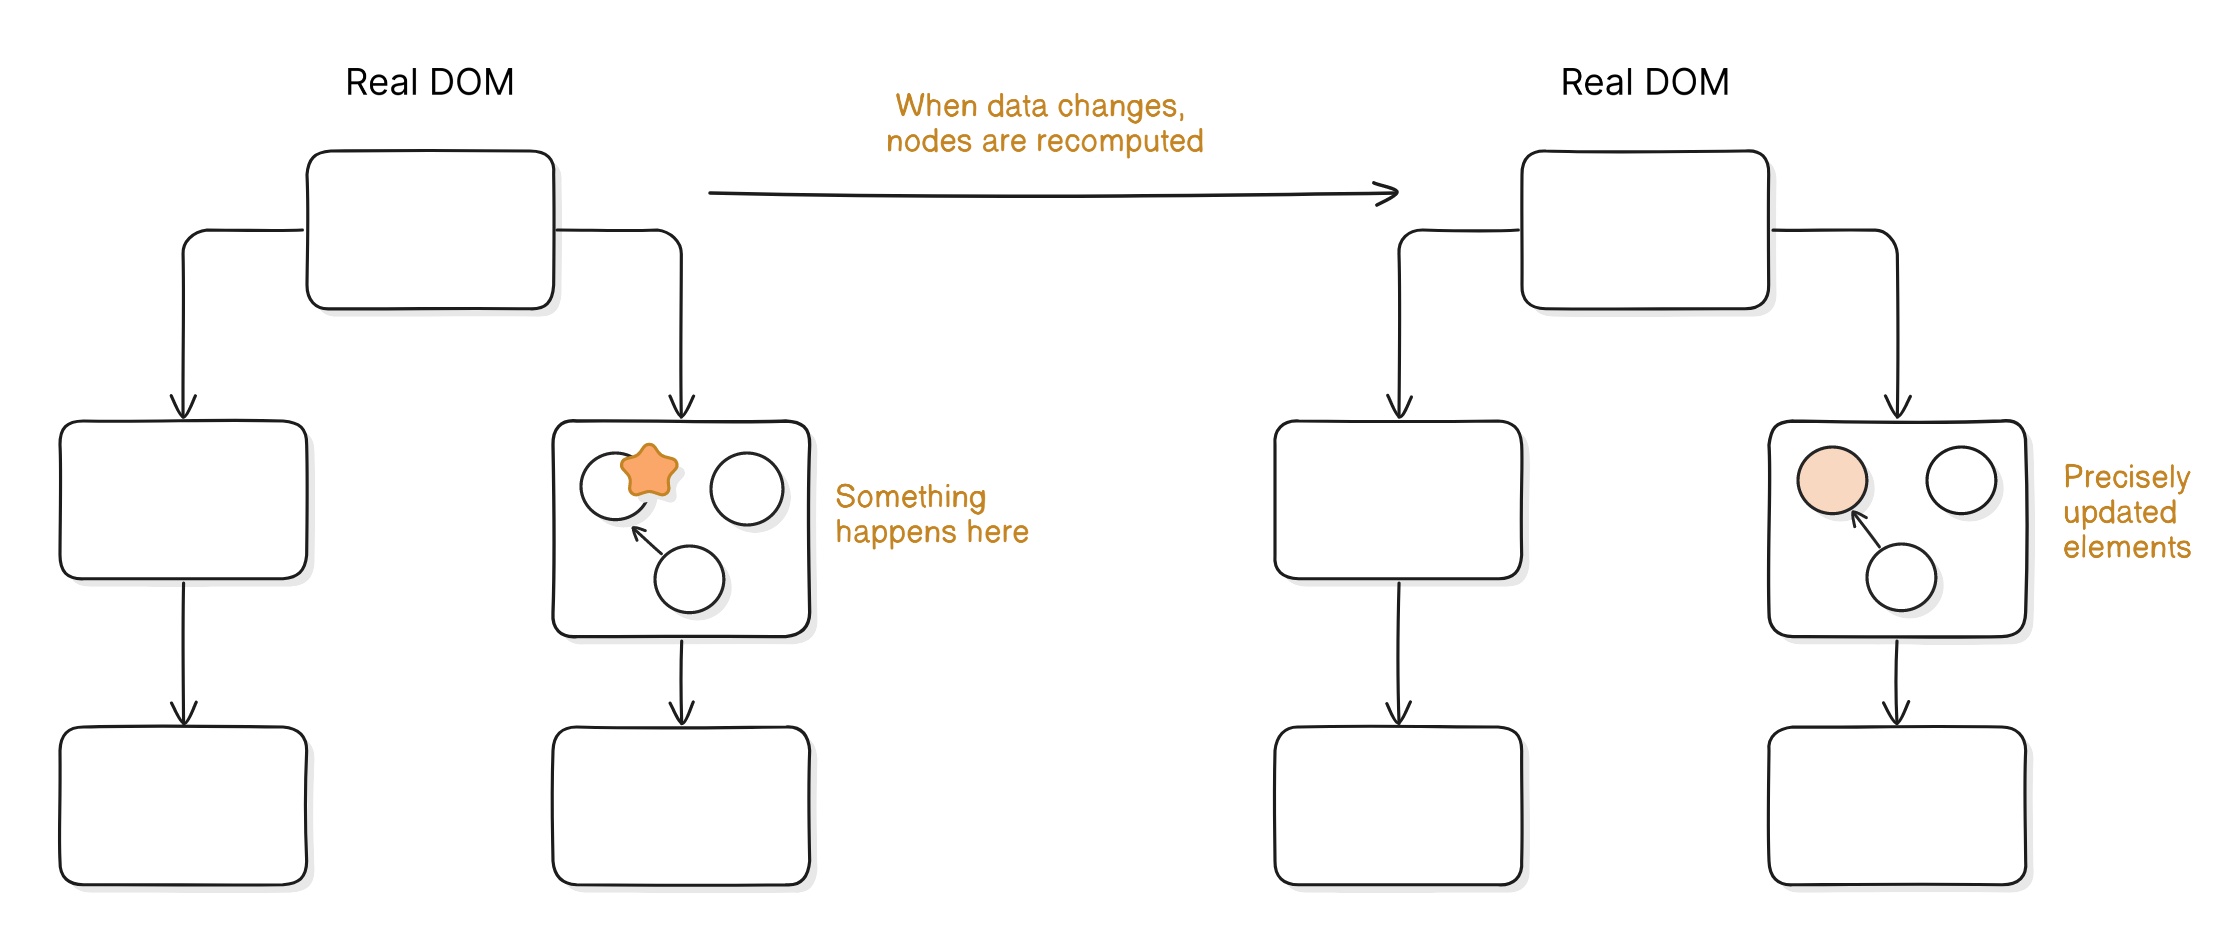 Real DOM
When data changes,
nodes are recomputed
Real DOM
Something
happens here
Precisely
updated
elements